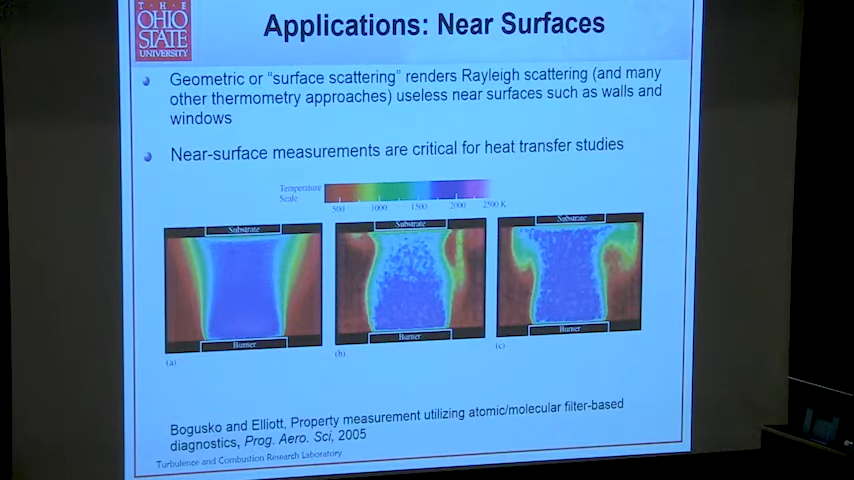 THE
OHIO
STATE
UNIVERSITY
Applications: Near Surfaces
Geometric or “surface scattering” renders Rayleigh scattering (and many
other thermometry approaches) useless near surfaces such as walls and
windows
Near-surface measurements are critical for heat transfer studies
Temperature
Scale
500 1000 1500 2000 2500 K
Substrate Substrate Substrate
Burner Burner Burner
(a) (b) (c)
Bogusko and Elliott, Property measurement utilizing atomic/molecular filter-based
diagnostics, Prog. Aero. Sci, 2005
Turbulence and Combustion Research Laboratory